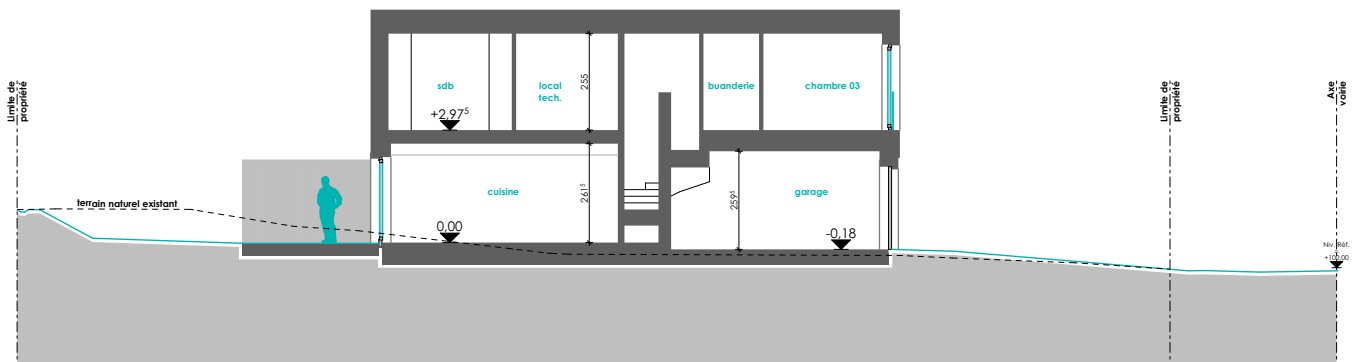 Limite de
propriété
sdb
local
tech.
255
buanderie
chambre 03
Limite de
propriété
Axe
voirie
+2,97⁵
terrain naturel existant
cuisine
261⁵
259⁵
garage
0,00
-0,18
Niv. Réf.
+100.00